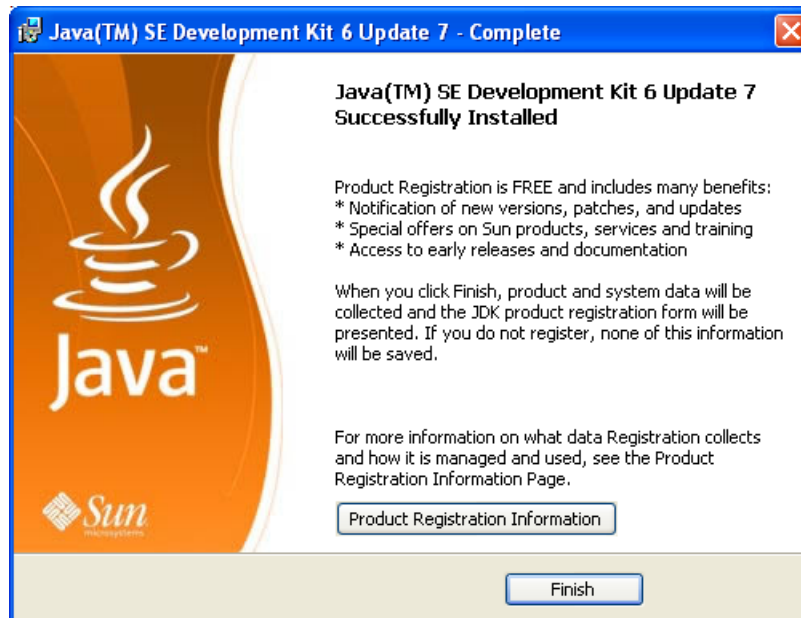 Java(TM) SE Development Kit 6 Update 7 - Complete
Java(TM) SE Development Kit 6 Update 7
Successfully Installed
Product Registration is FREE and includes many benefits:
* Notification of new versions, patches, and updates
* Special offers on Sun products, services and training
* Access to early releases and documentation
When you click Finish, product and system data will be
collected and the JDK product registration form will be
presented. If you do not register, none of this information
will be saved.
Java™
For more information on what data Registration collects
and how it is managed and used, see the Product
Registration Information Page.
Sun
microsystems
Product Registration Information
Finish